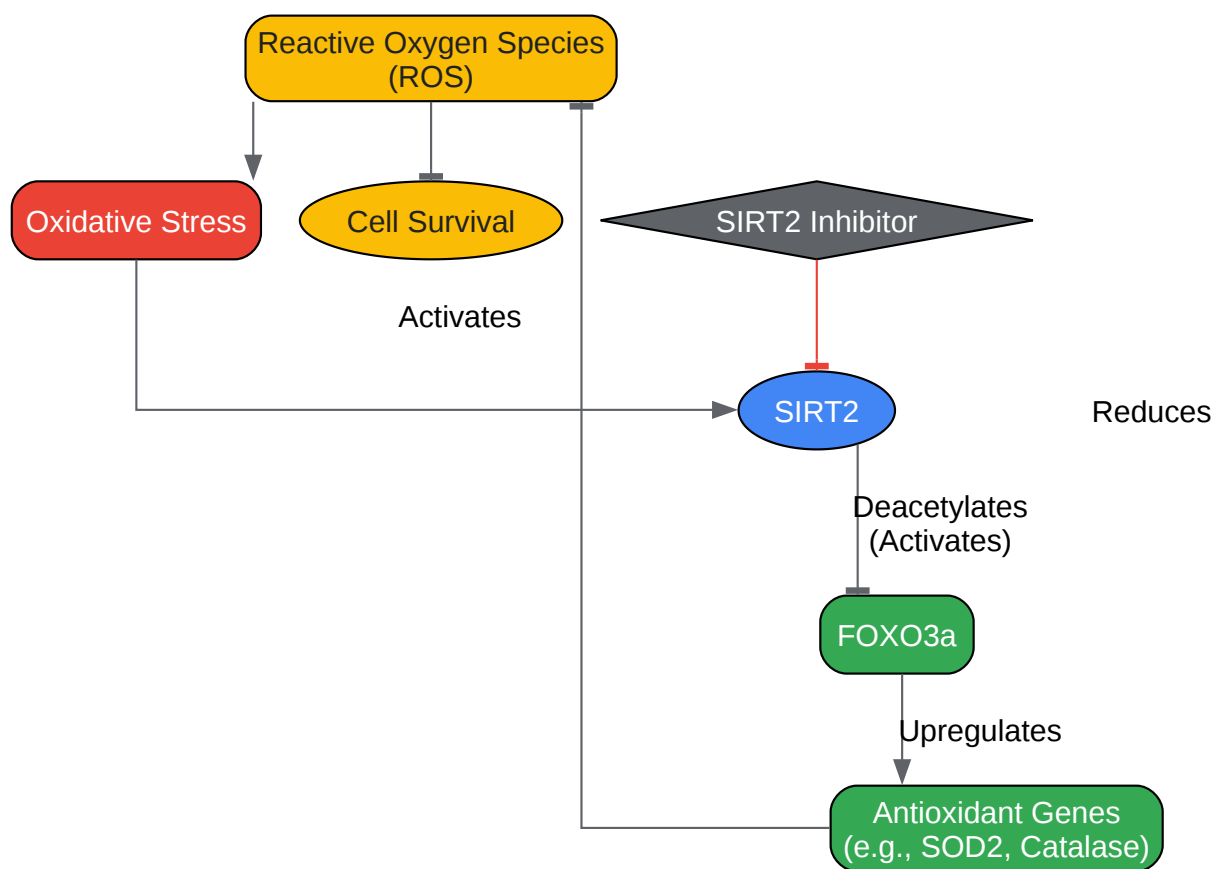 Reactive Oxygen Species
(ROS)
Oxidative Stress
Cell Survival
SIRT2 Inhibitor
Activates
SIRT2
Reduces
Deacetylates
(Activates)
FOXO3a
Upregulates
Antioxidant Genes
(e.g., SOD2, Catalase)